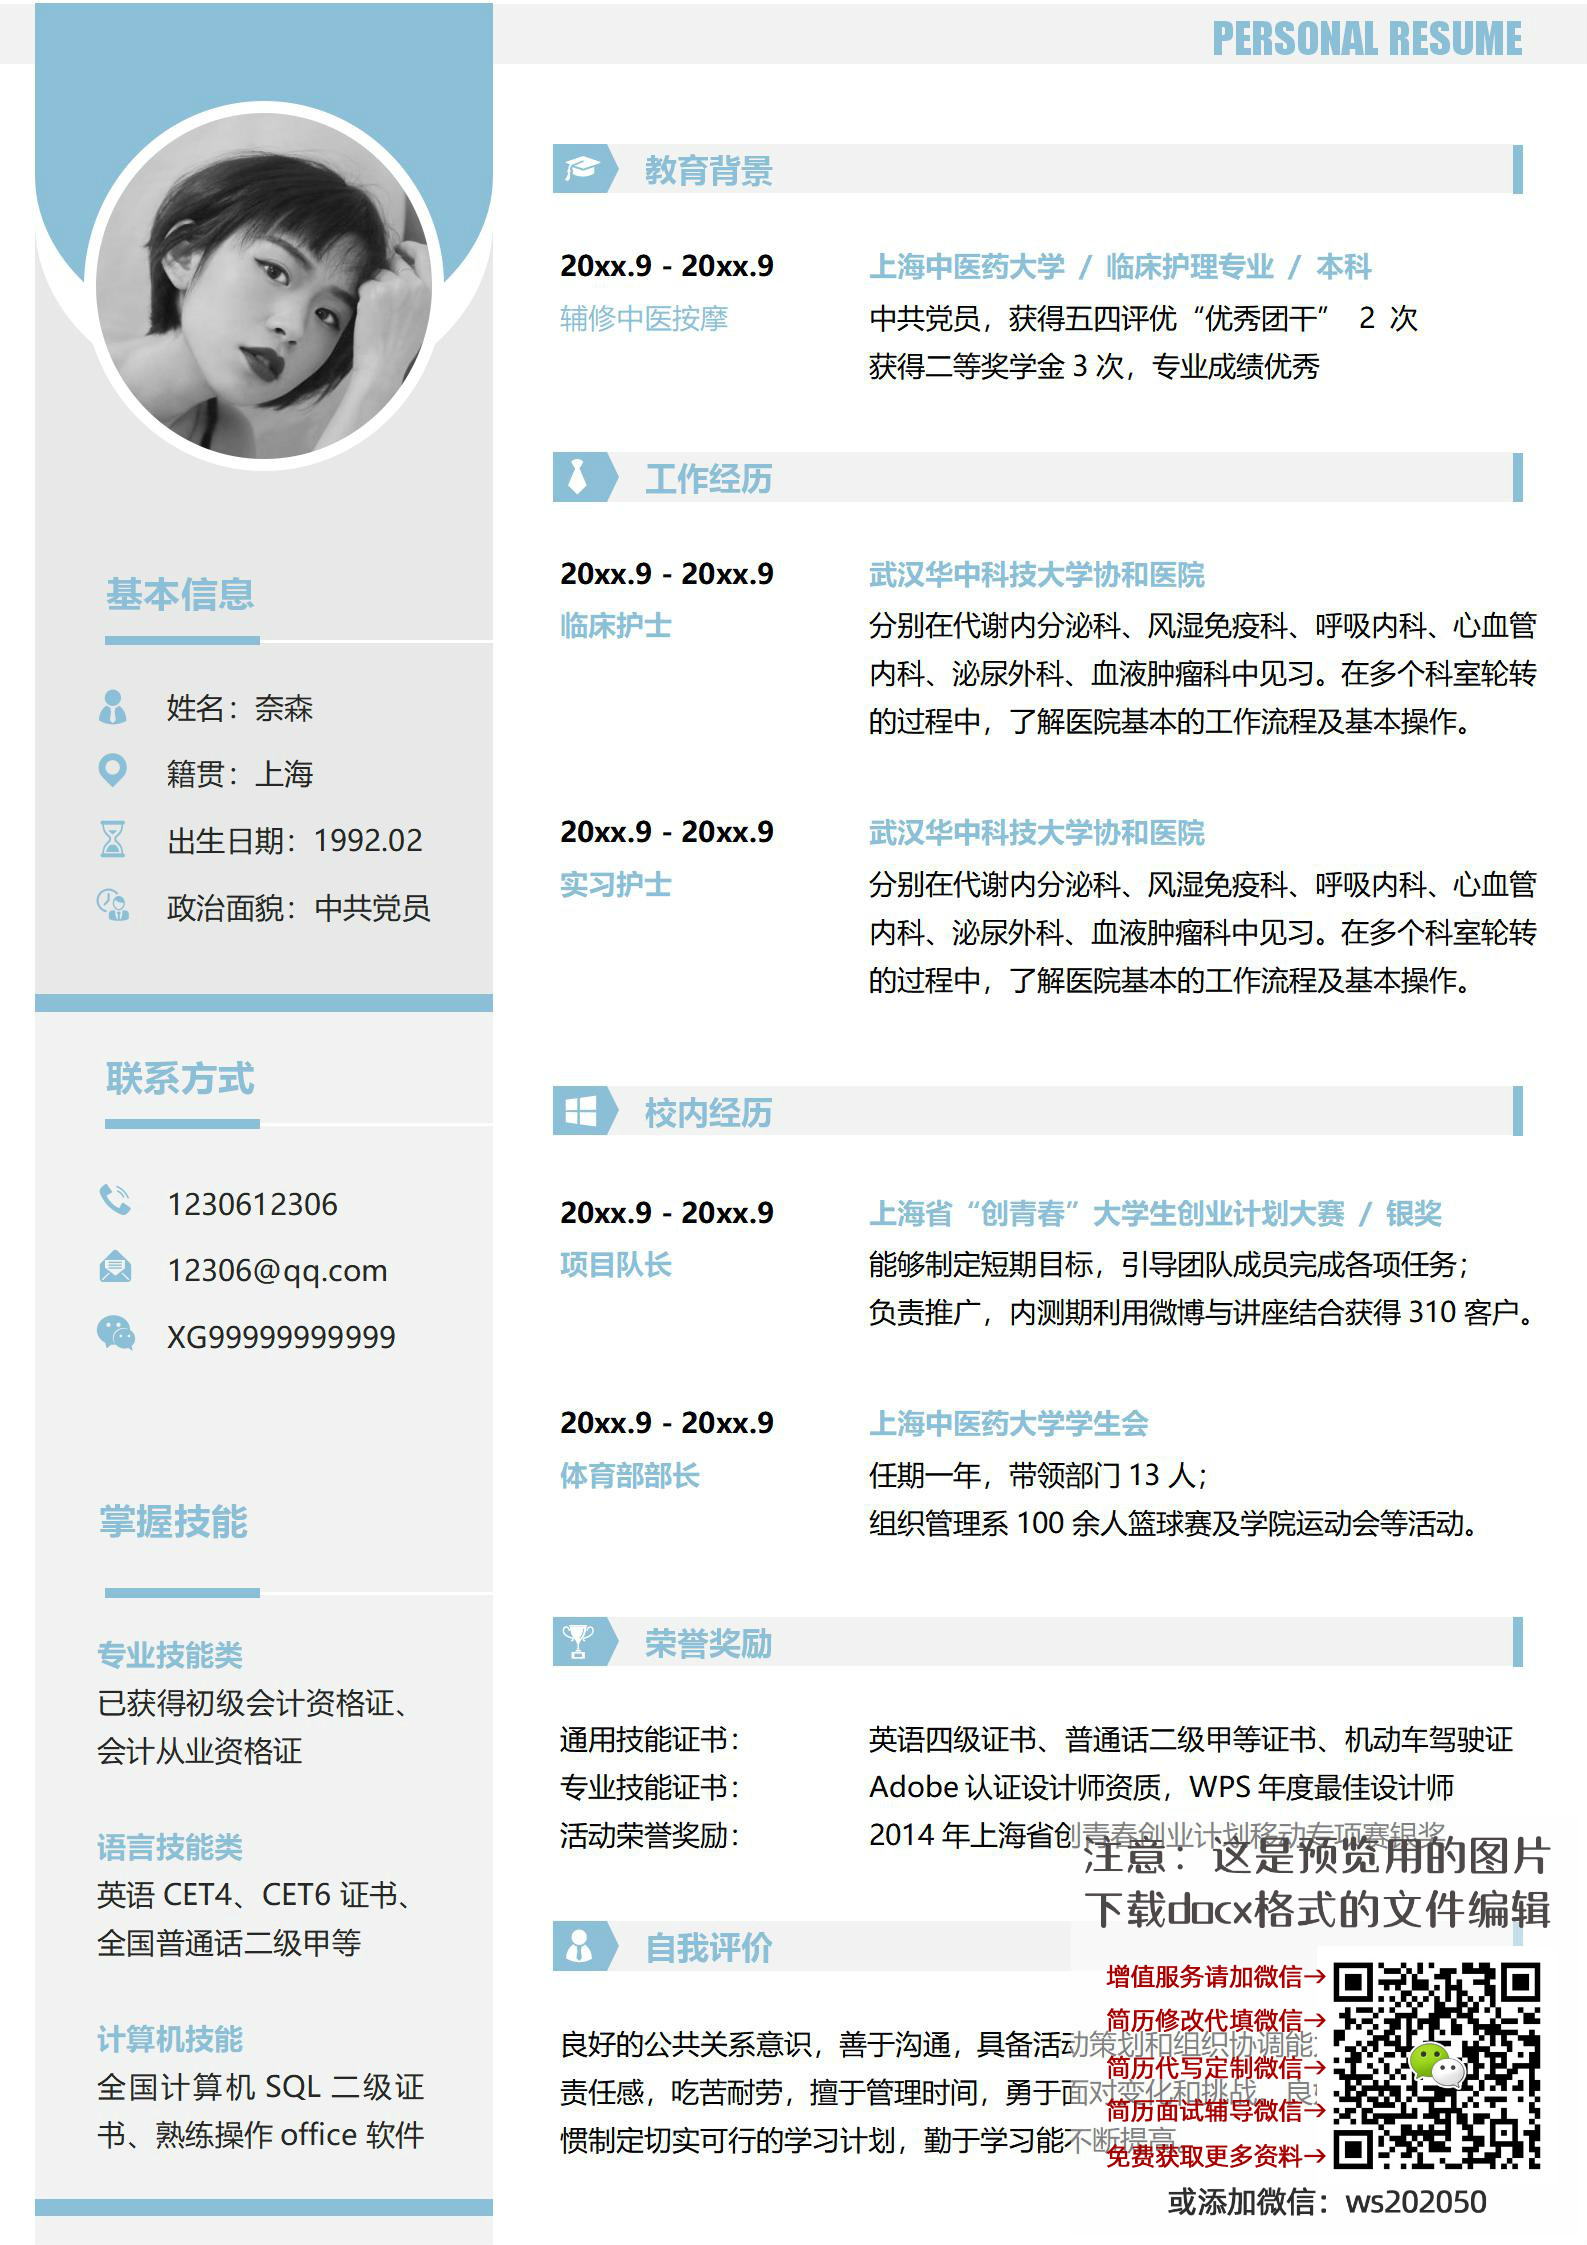 PERSONAL RESUME
基本信息
姓名：奈森
籍贯：上海
出生日期：1992.02
政治面貌：中共党员
联系方式
1230612306
12306@qq.com
XG99999999999
掌握技能
专业技能类
已获得初级会计资格证、
会计从业资格证
语言技能类
英语 CET4、CET6 证书、
全国普通话二级甲等
计算机技能
全国计算机 SQL 二级证
书、熟练操作 office 软件
教育背景
20xx.9 - 20xx.9 上海中医药大学 / 临床护理专业 / 本科
辅修中医按摩 中共党员，获得五四评优“优秀团干” 2 次
获得二等奖学金 3 次，专业成绩优秀
工作经历
20xx.9 - 20xx.9 武汉华中科技大学协和医院
临床护士 分别在代谢内分泌科、风湿免疫科、呼吸内科、心血管
内科、泌尿外科、血液肿瘤科中见习。在多个科室轮转
的过程中，了解医院基本的工作流程及基本操作。
20xx.9 - 20xx.9 武汉华中科技大学协和医院
实习护士 分别在代谢内分泌科、风湿免疫科、呼吸内科、心血管
内科、泌尿外科、血液肿瘤科中见习。在多个科室轮转
的过程中，了解医院基本的工作流程及基本操作。
校内经历
20xx.9 - 20xx.9 上海省“创青春”大学生创业计划大赛 / 银奖
项目队长 能够制定短期目标，引导团队成员完成各项任务；
负责推广，内测期利用微博与讲座结合获得 310 客户。
20xx.9 - 20xx.9 上海中医药大学学生会
体育部部长 任期一年，带领部门 13 人；
组织管理系 100 余人篮球赛及学院运动会等活动。
荣誉奖励
通用技能证书： 英语四级证书、普通话二级甲等证书、机动车驾驶证
专业技能证书： Adobe 认证设计师资质，WPS 年度最佳设计师
活动荣誉奖励： 2014 年上海省创青春创业计划移动专项赛银奖
自我评价
良好的公共关系意识，善于沟通，具备活动策划和组织协调能
责任感，吃苦耐劳，擅于管理时间，勇于面对变化和挑战。良
惯制定切实可行的学习计划，勤于学习能不断提高。
注意：这是预览用的图片
下载docx格式的文件编辑
增值服务请加微信→
简历修改代填微信→
简历代写定制微信→
简历面试辅导微信→
免费获取更多资料→
或添加微信：ws202050